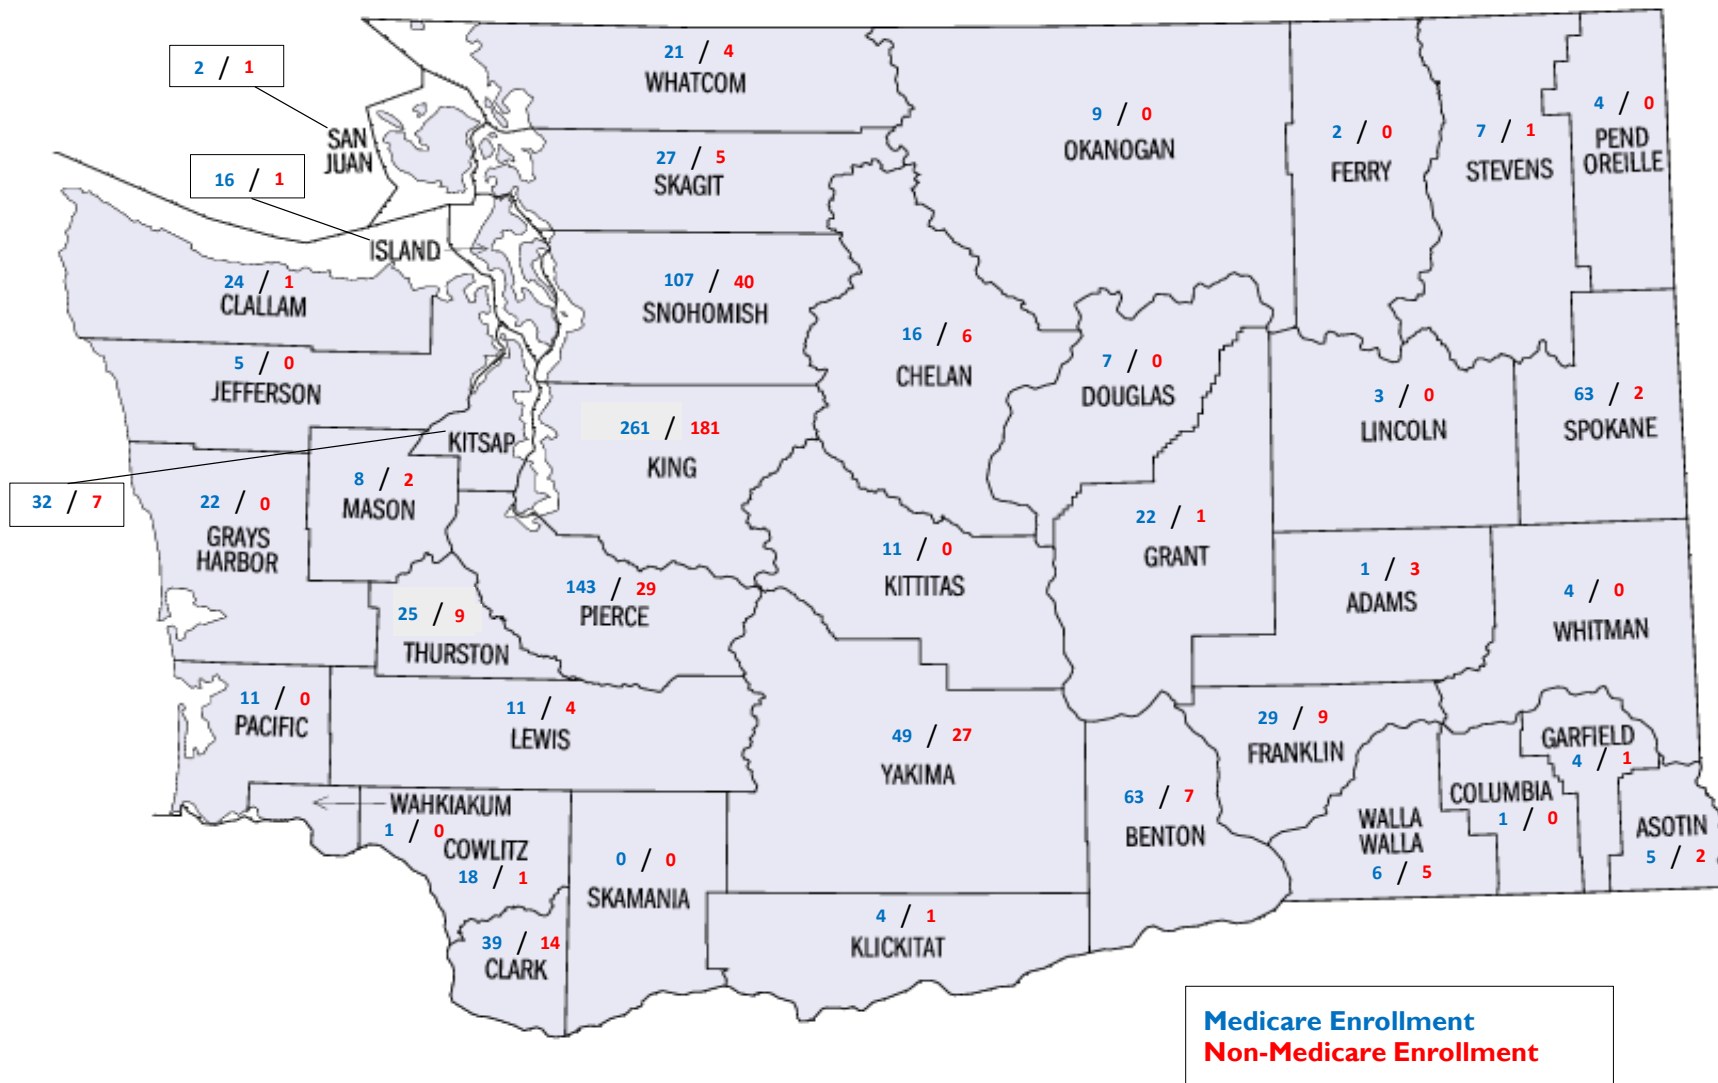 21 / 4
WHATCOM
2 / 1
SAN
JUAN
9 / 0
OKANOGAN
2 / 0
FERRY
7 / 1
STEVENS
4 / 0
PEND
OREILLE
27 / 5
SKAGIT
16 / 1
ISLAND
24 / 1
CLALLAM
107 / 40
SNOHOMISH
16 / 6
CHELAN
7 / 0
DOUGLAS
5 / 0
JEFFERSON
3 / 0
LINCOLN
63 / 2
SPOKANE
261 / 181
KING
KITSAP
32 / 7
8 / 2
MASON
22 / 0
GRAYS
HARBOR
22 / 1
GRANT
11 / 0
KITTITAS
1 / 3
ADAMS
4 / 0
WHITMAN
143 / 29
PIERCE
25 / 9
THURSTON
11 / 0
PACIFIC
11 / 4
LEWIS
49 / 27
YAKIMA
29 / 9
FRANKLIN
GARFIELD
4 / 1
63 / 7
BENTON
COLUMBIA
1 / 0
WALLA
WALLA
6 / 5
ASOTIN
5 / 2
WAHKIAKUM
1 / 0
COWLITZ
18 / 1
0 / 0
SKAMANIA
4 / 1
KLICKITAT
39 / 14
CLARK
Medicare Enrollment
Non-Medicare Enrollment